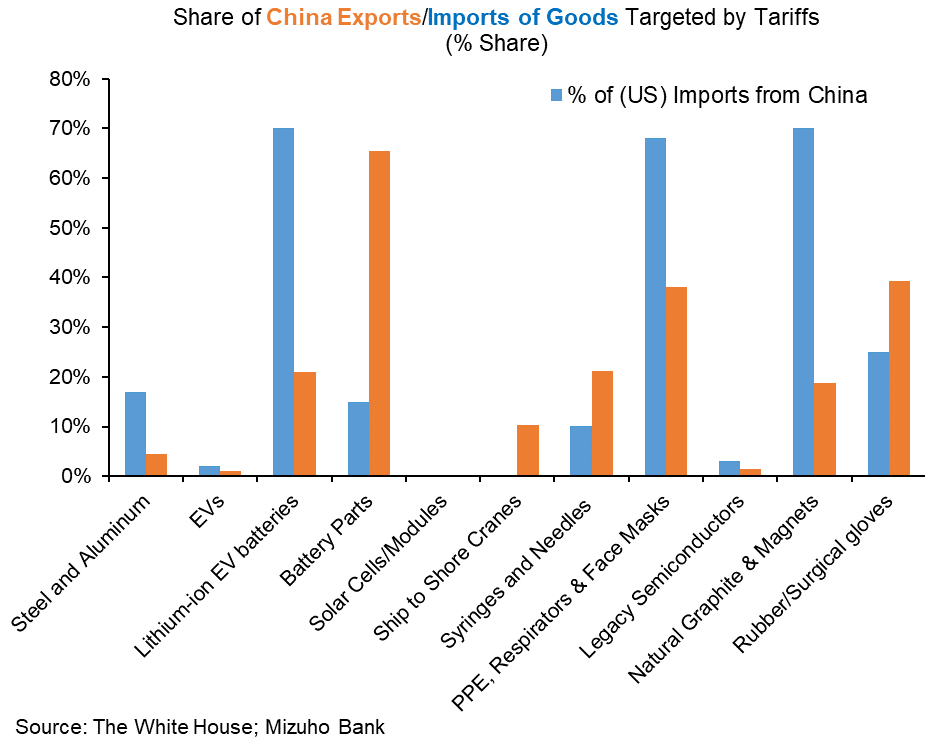 Share of China Exports/Imports of Goods Targeted by Tariffs
(% Share)
% of (US) Imports from China
80%
70%
60%
50%
40%
30%
20%
10%
0%
Steel and Aluminum
EVs
Lithium-ion EV batteries
Battery Parts
Solar Cells/Modules
Ship to Shore Cranes
Syringes and Needles
PPE, Respirators & Face Masks
Legacy Semiconductors
Natural Graphite & Magnets
Rubber/Surgical gloves
Source: The White House; Mizuho Bank